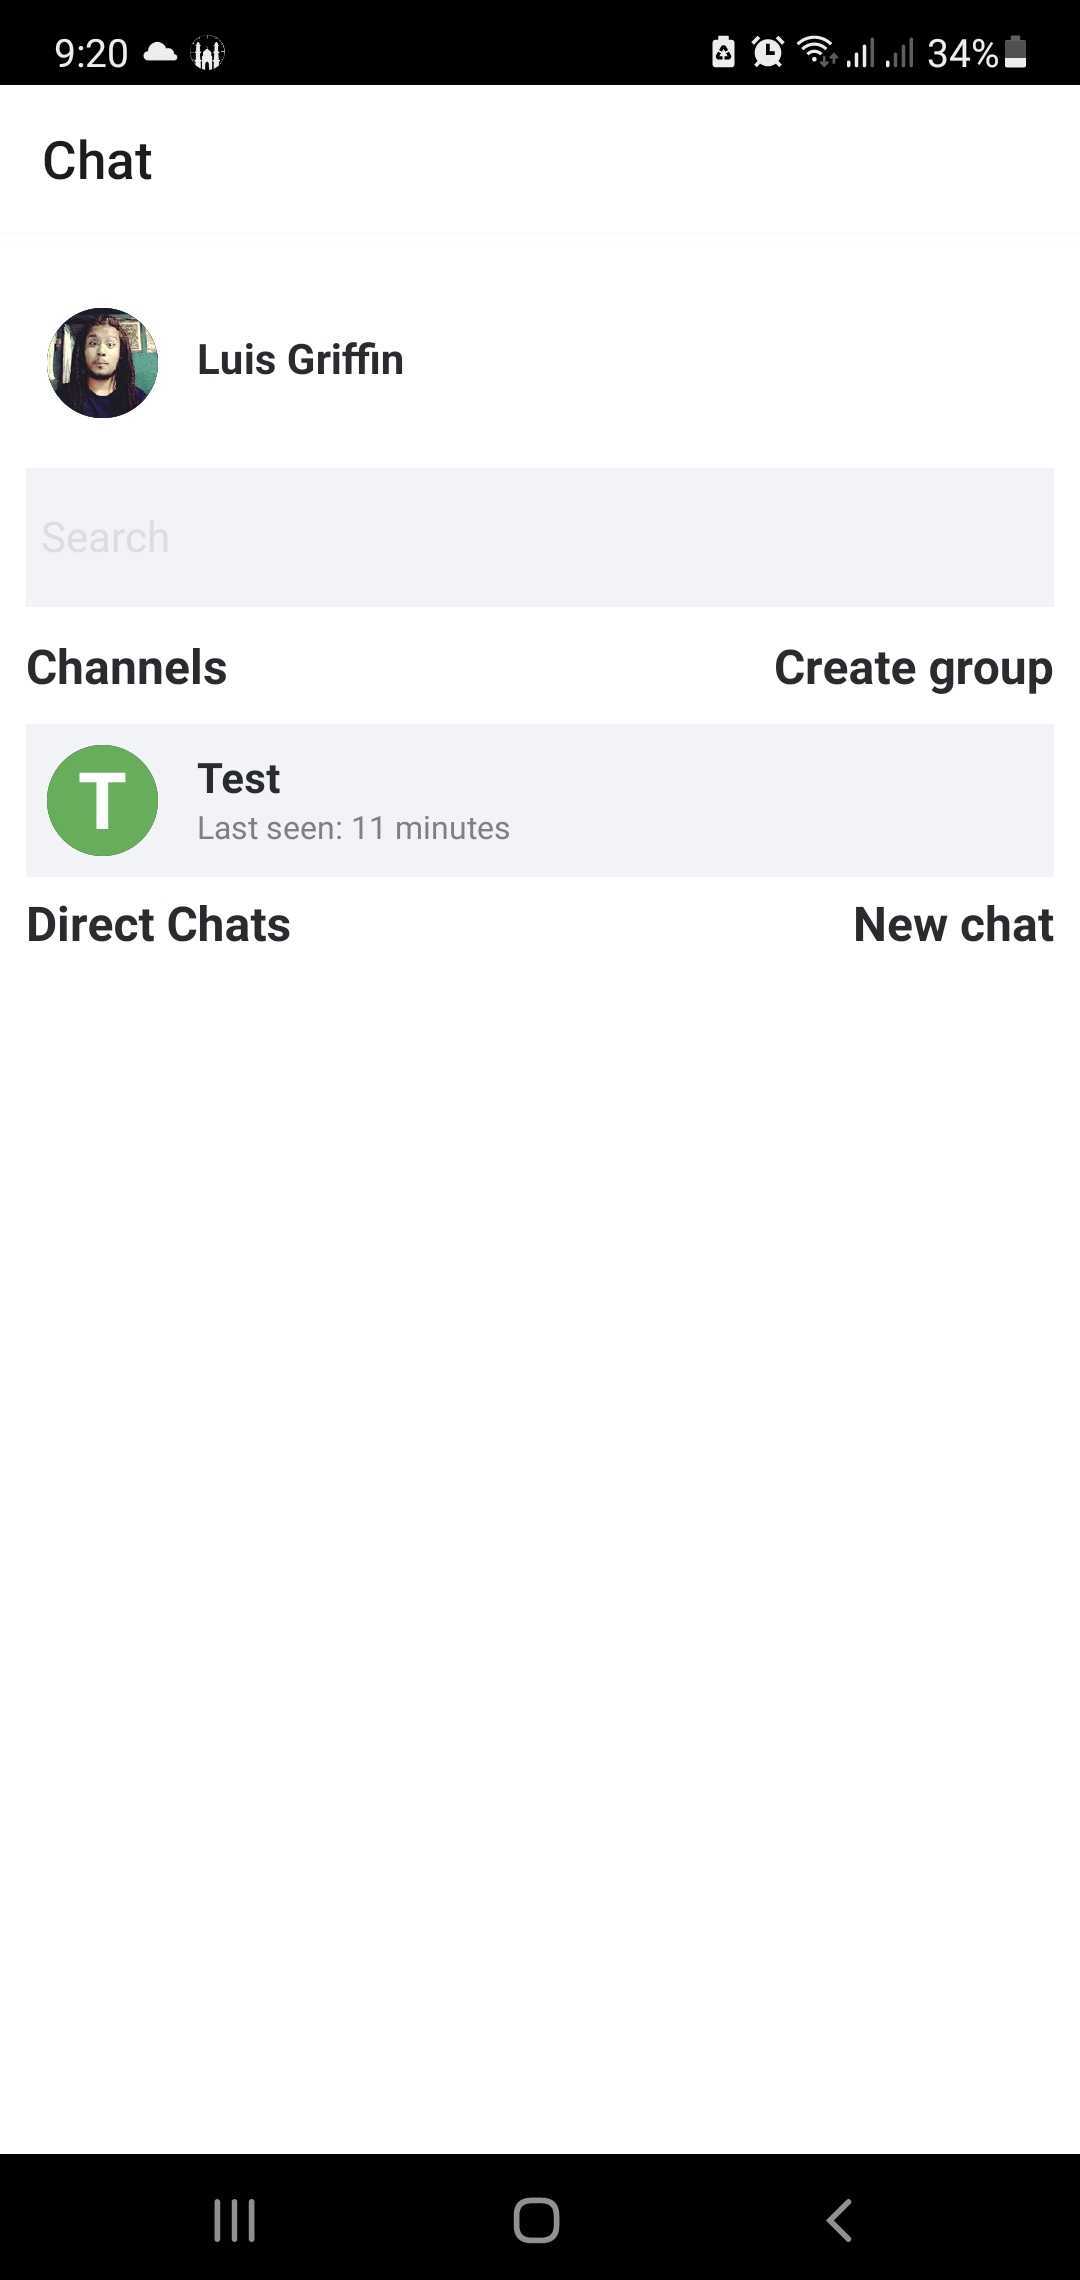 9:20 34%
Chat
Luis Griffin
Search
Channels Create group
T
Test
Last seen: 11 minutes
Direct Chats New chat